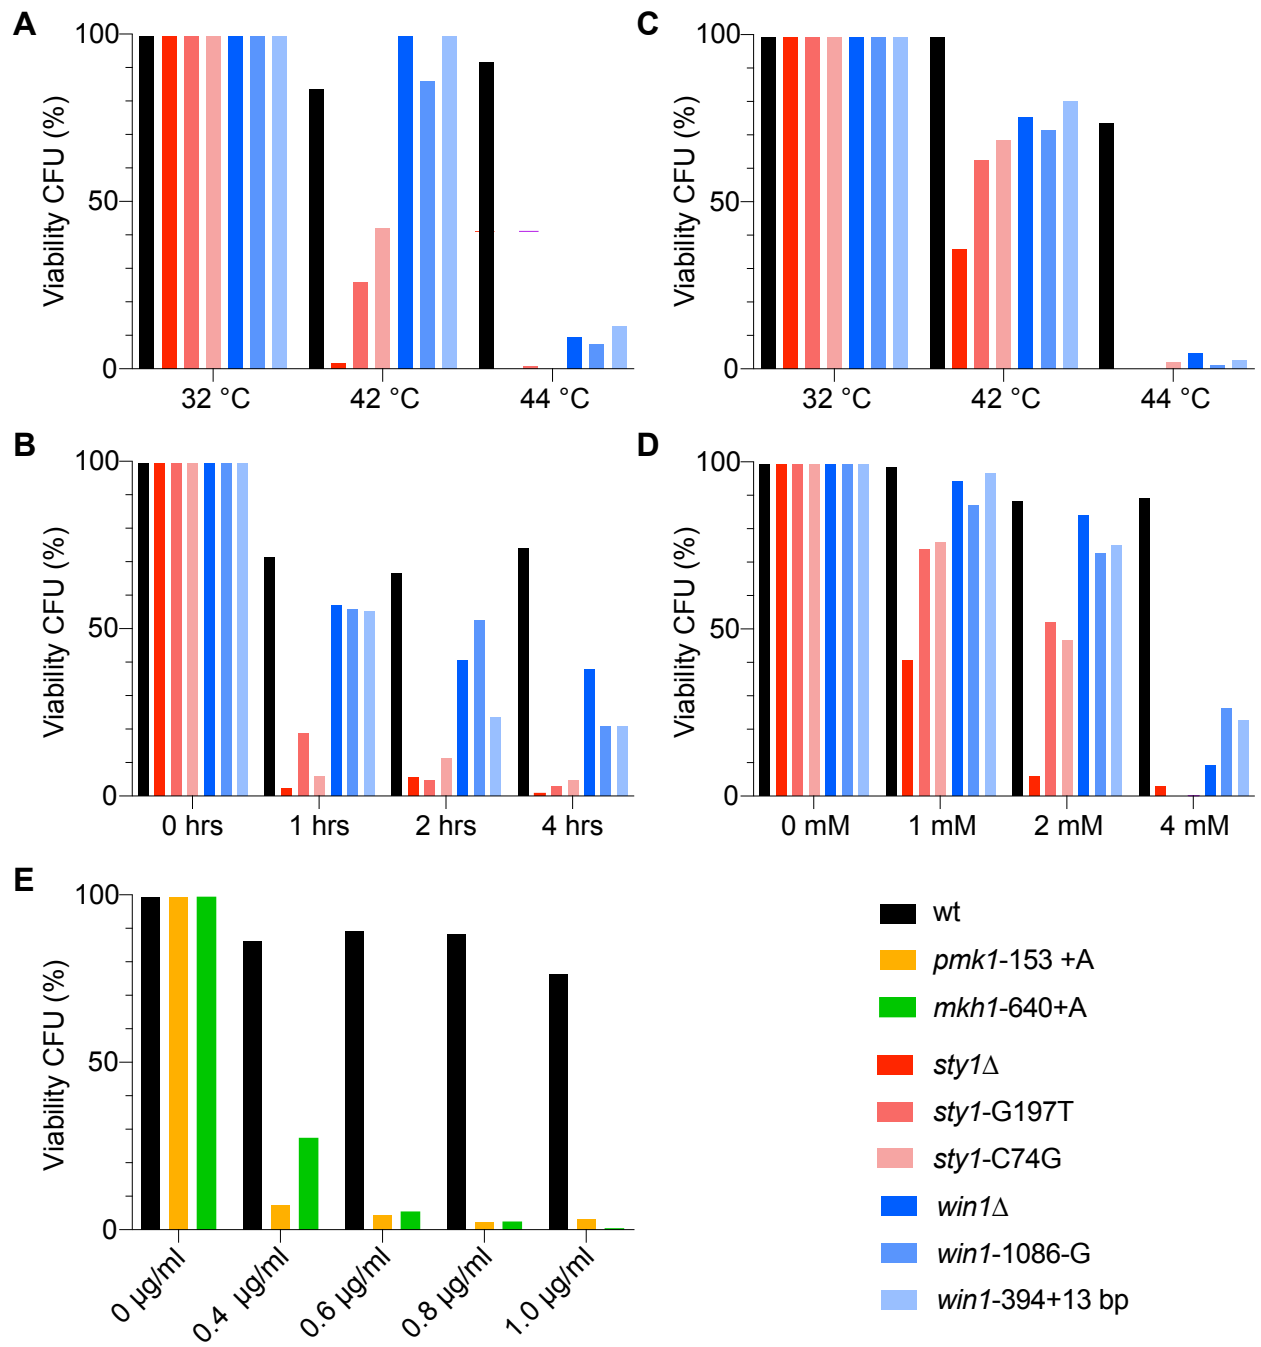 A
Viability CFU (%)
100
50
0
32 °C 42 °C 44 °C
C
Viability CFU (%)
100
50
0
32 °C 42 °C 44 °C
B
Viability CFU (%)
100
50
0
0 hrs 1 hrs 2 hrs 4 hrs
D
Viability CFU (%)
100
50
0
0 mM 1 mM 2 mM 4 mM
E
Viability CFU (%)
100
50
0
0 µg/ml 0.4 µg/ml 0.6 µg/ml 0.8 µg/ml 1.0 µg/ml
wt
pmk1-153 +A
mkh1-640+A
sty1Δ
sty1-G197T
sty1-C74G
win1Δ
win1-1086-G
win1-394+13 bp